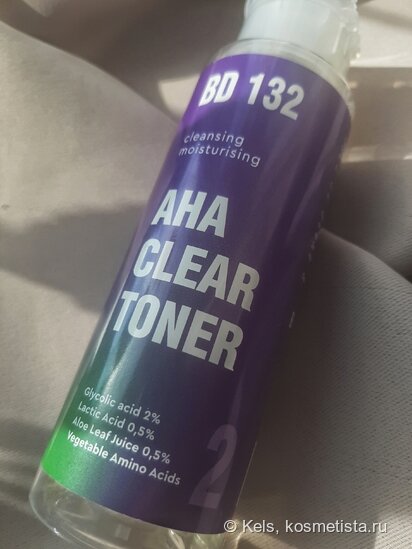 BD 132
cleansing
moisturising
AHA
CLEAR
TONER
Glycolic acid 2%
Lactic Acid 0,5%
Aloe Leaf Juice 0,5%
Vegetable Amino Acids
2
© Kels, kosmetista.ru